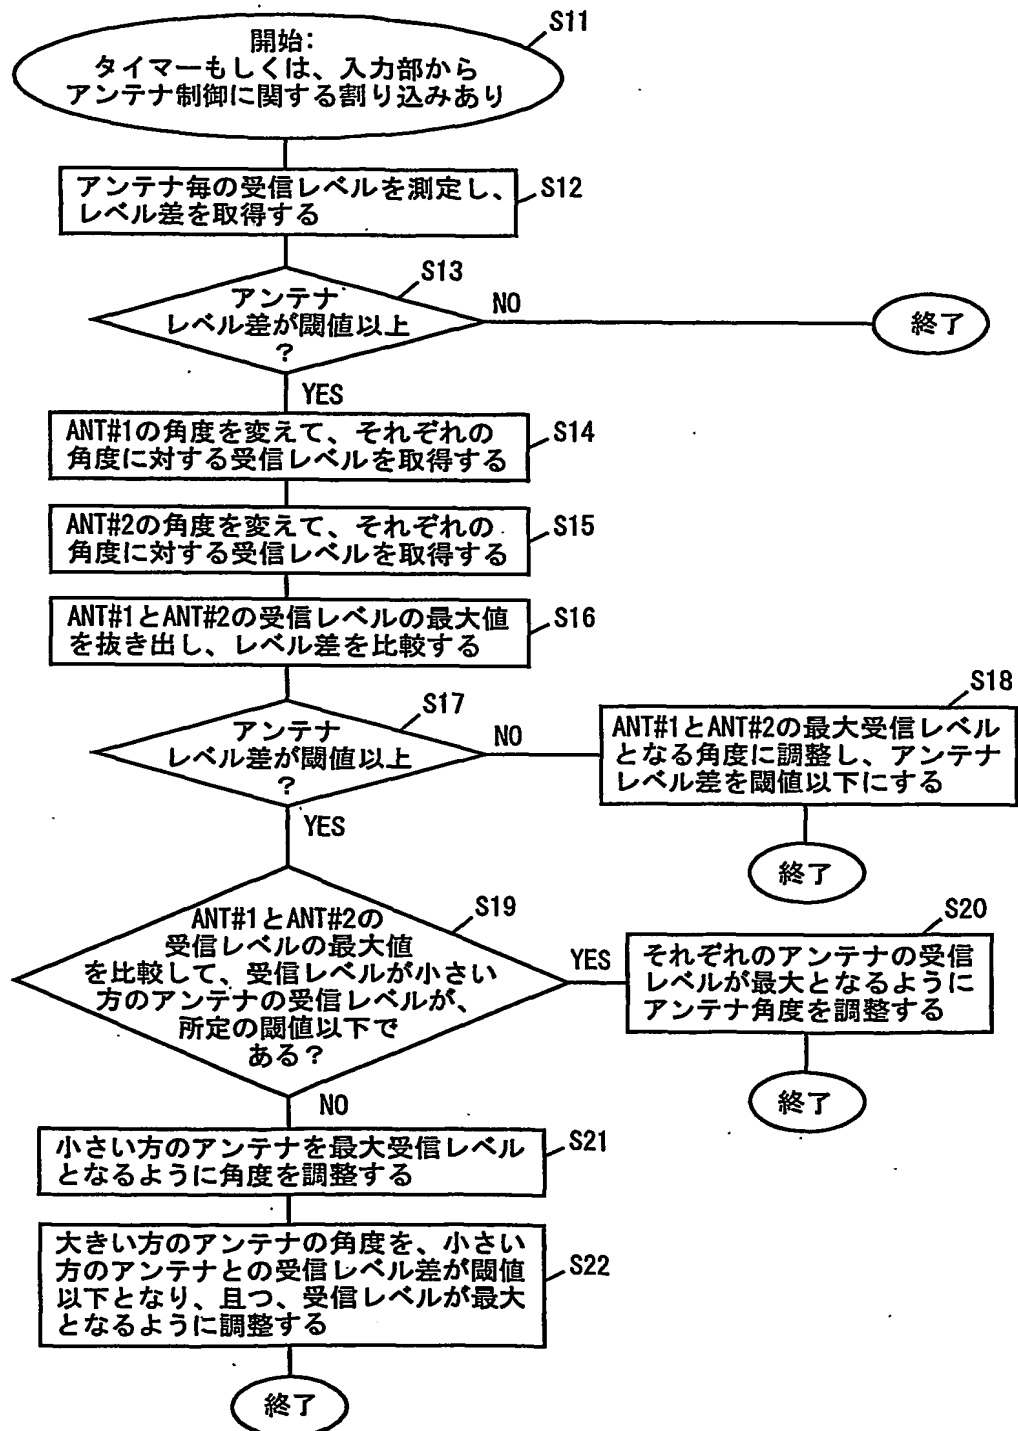 S11
開始:
タイマーもしくは、入力部から
アンテナ制御に関する割り込みあり
アンテナ毎の受信レベルを測定し、
レベル差を取得する
S12
S13
アンテナ
レベル差が閾値以上
?
NO
終了
YES
ANT#1の角度を変えて、それぞれの
角度に対する受信レベルを取得する
S14
ANT#2の角度を変えて、それぞれの
角度に対する受信レベルを取得する
S15
ANT#1とANT#2の受信レベルの最大値
を抜き出し、レベル差を比較する
S16
S17
アンテナ
レベル差が閾値以上
?
NO
S18
ANT#1とANT#2の最大受信レベル
となる角度に調整し、アンテナ
レベル差を閾値以下にする
終了
YES
S19
ANT#1とANT#2の
受信レベルの最大値
を比較して、受信レベルが小さい
方のアンテナの受信レベルが、
所定の閾値以下で
ある?
YES
S20
それぞれのアンテナの受信
レベルが最大となるように
アンテナ角度を調整する
終了
NO
小さい方のアンテナを最大受信レベル
となるように角度を調整する
S21
大きい方のアンテナの角度を、小さい
方のアンテナとの受信レベル差が閾値
以下となり、且つ、受信レベルが最大
となるように調整する
S22
終了